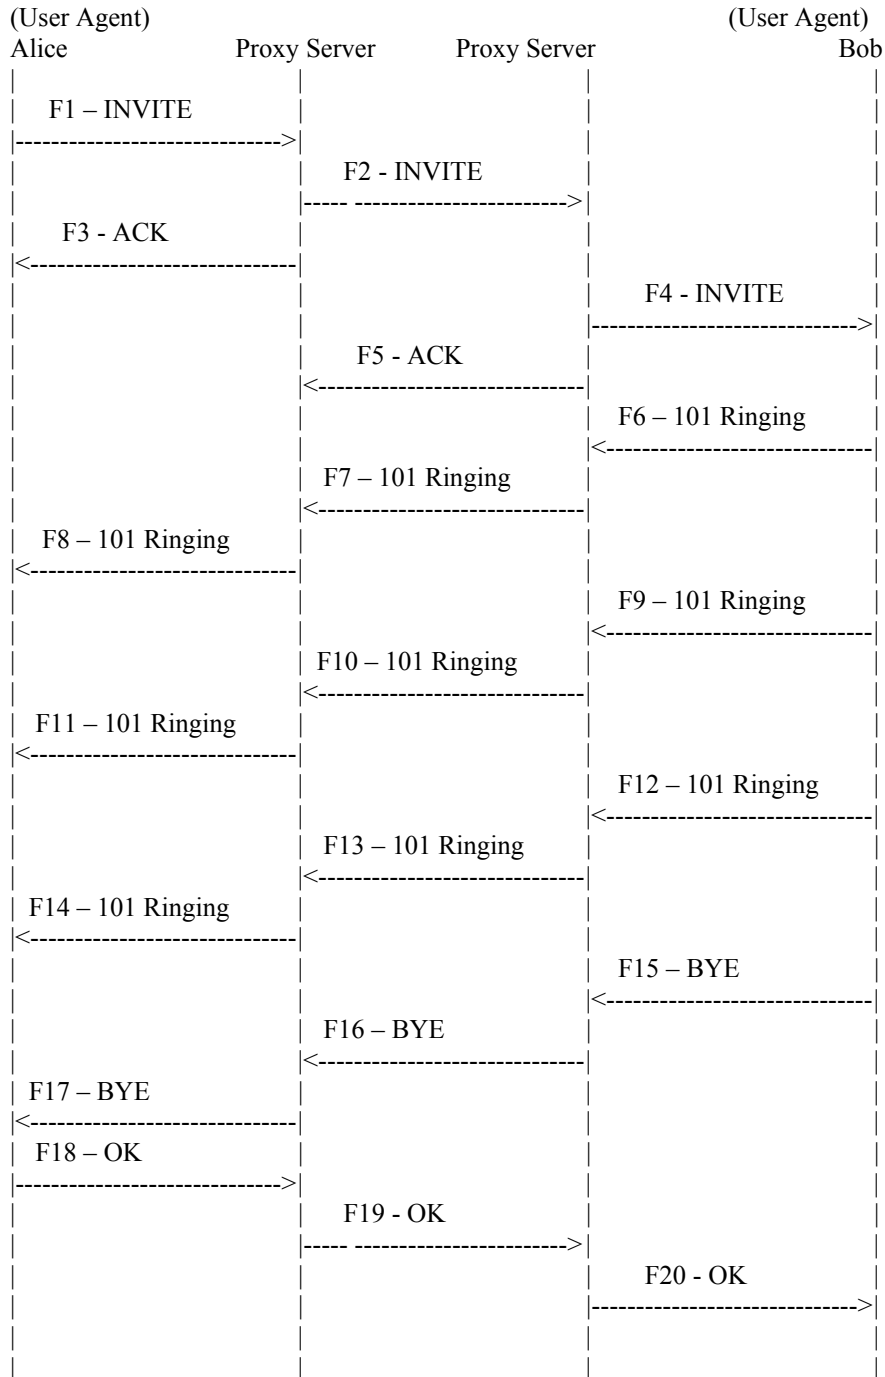 (User Agent) (User Agent)
Alice Proxy Server Proxy Server Bob
F1 – INVITE
F2 - INVITE
F3 - ACK
F4 - INVITE
F5 - ACK
F6 – 101 Ringing
F7 – 101 Ringing
F8 – 101 Ringing
F9 – 101 Ringing
F10 – 101 Ringing
F11 – 101 Ringing
F12 – 101 Ringing
F13 – 101 Ringing
F14 – 101 Ringing
F15 – BYE
F16 – BYE
F17 – BYE
F18 – OK
F19 - OK
F20 - OK